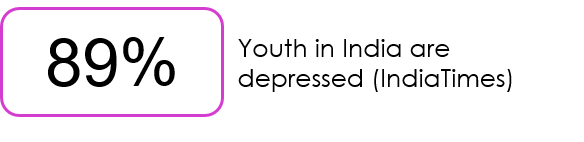 89%
Youth in India are
depressed (IndiaTimes)